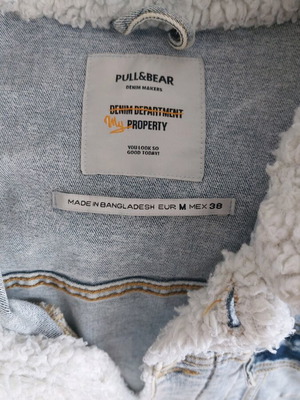 PULL&BEAR
DENIM MAKERS
DENIM DEPARTMENT
My PROPERTY
YOU LOOK SO
GOOD TODAY!
MADE IN BANGLADESH EUR M MEX 38